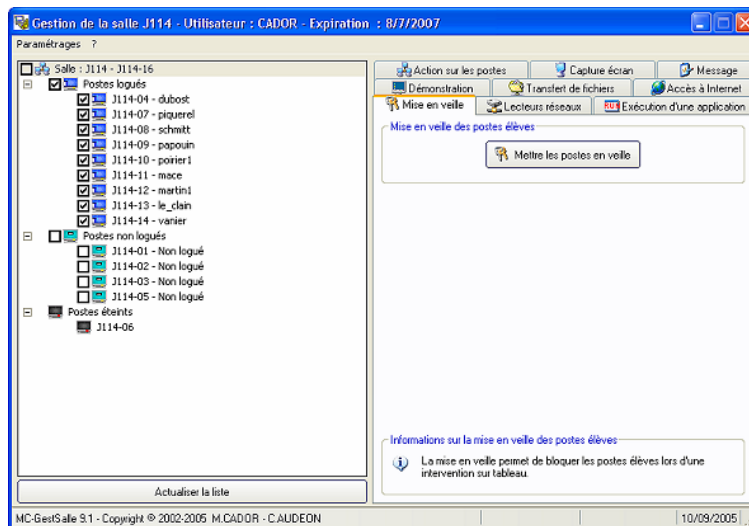 Gestion de la salle J114 - Utilisateur : CADOR - Expiration : 8/7/2007
Paramétrages ?
Salle : J114 - J114-16
Postes logués
J114-04 - dubost
J114-07 - piquerel
J114-08 - schmitt
J114-09 - papouin
J114-10 - poirier1
J114-11 - mace
J114-12 - martin1
J114-13 - le_clain
J114-14 - vanier
Postes non logués
J114-01 - Non logué
J114-02 - Non logué
J114-03 - Non logué
J114-05 - Non logué
Postes éteints
J114-06
Actualiser la liste
Action sur les postes Capture écran Message
Démonstration Transfert de fichiers Accès à Internet
Mise en veille Lecteurs réseaux Exécution d'une application
Mise en veille des postes élèves
Mettre les postes en veille
Informations sur la mise en veille des postes élèves
La mise en veille permet de bloquer les postes élèves lors d'une
intervention sur tableau.
MC-GestSalle 9.1 - Copyright © 2002-2005 M.CADOR - C.AUDEON 10/09/2005